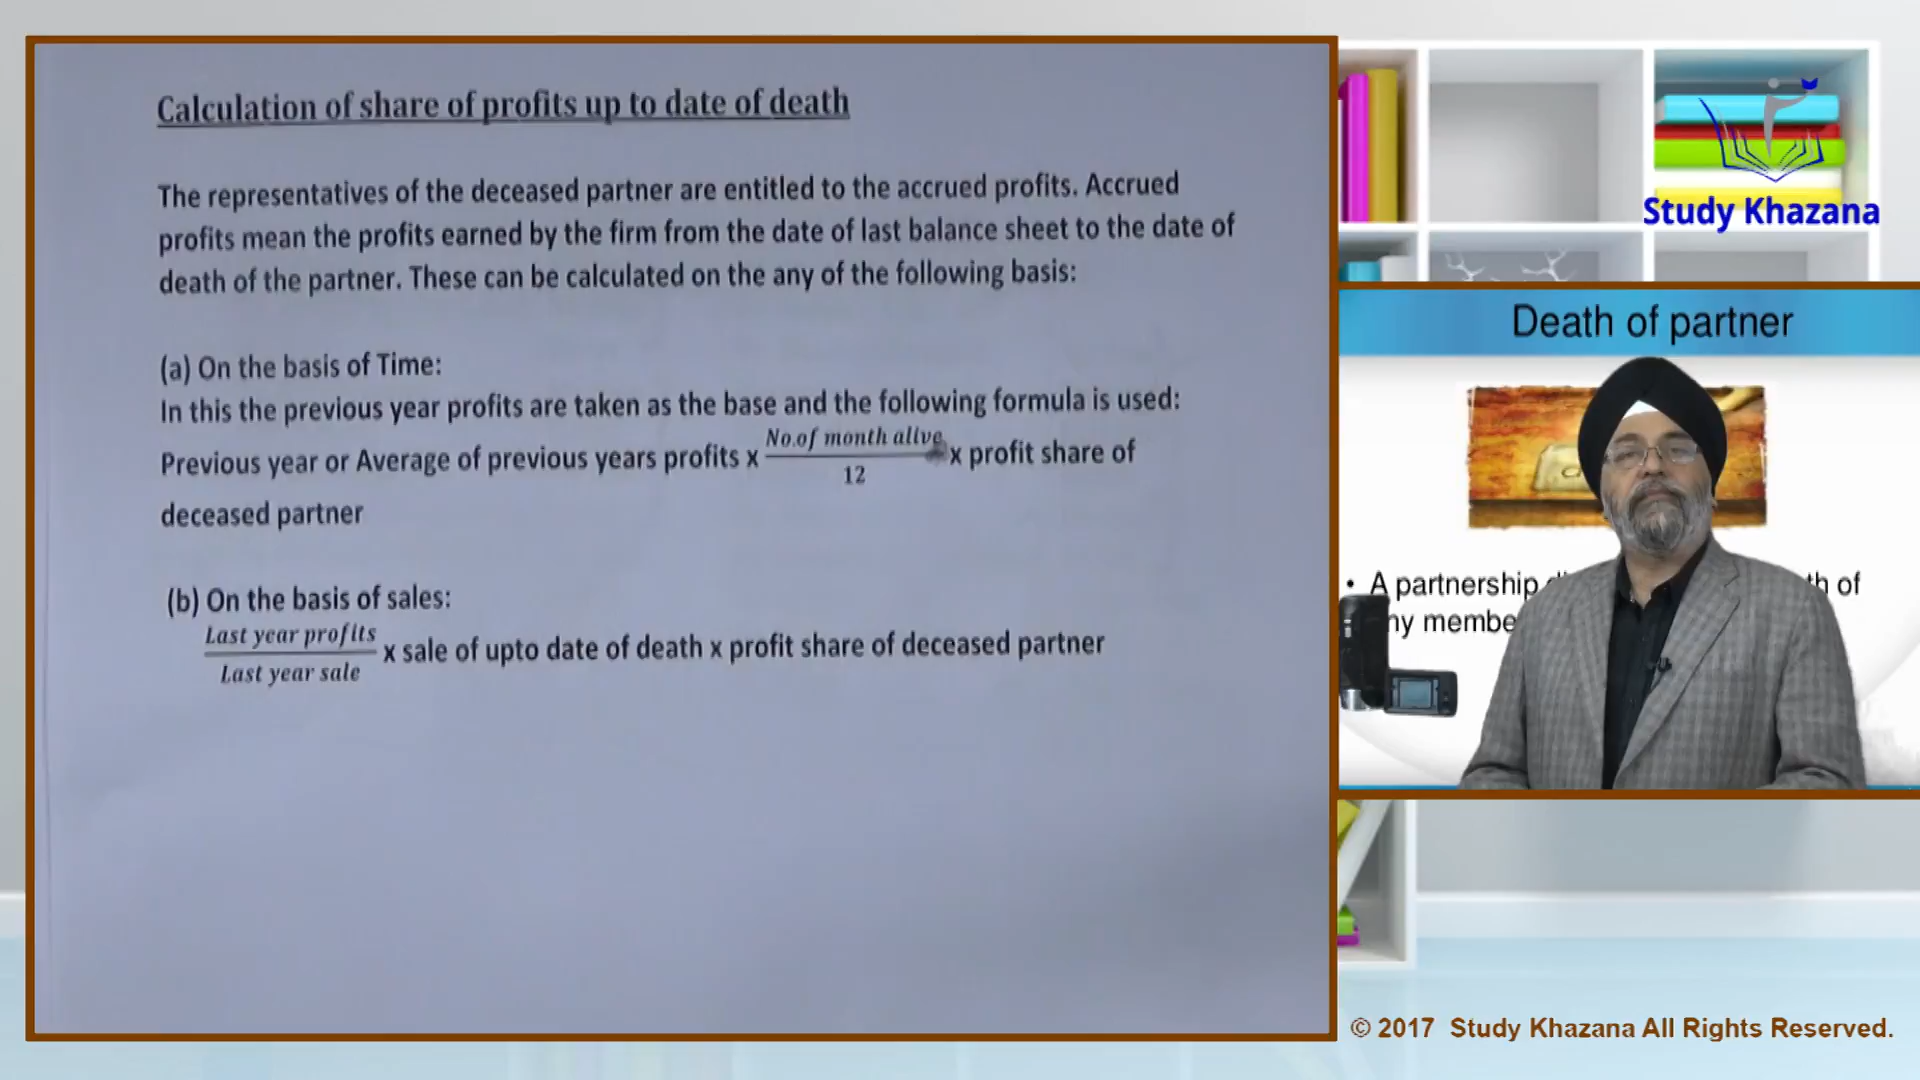 Calculation of share of profits up to date of death
The representatives of the deceased partner are entitled to the accrued profits. Accrued
profits mean the profits earned by the firm from the date of last balance sheet to the date of
death of the partner. These can be calculated on the any of the following basis:
(a) On the basis of Time:
In this the previous year profits are taken as the base and the following formula is used:
Previous year or Average of previous years profits x No.of month alive / 12 x profit share of
deceased partner
(b) On the basis of sales:
Last year profits / Last year sale x sale of upto date of death x profit share of deceased partner
Study Khazana
Death of partner
• A partnership of
membe
© 2017 Study Khazana All Rights Reserved.